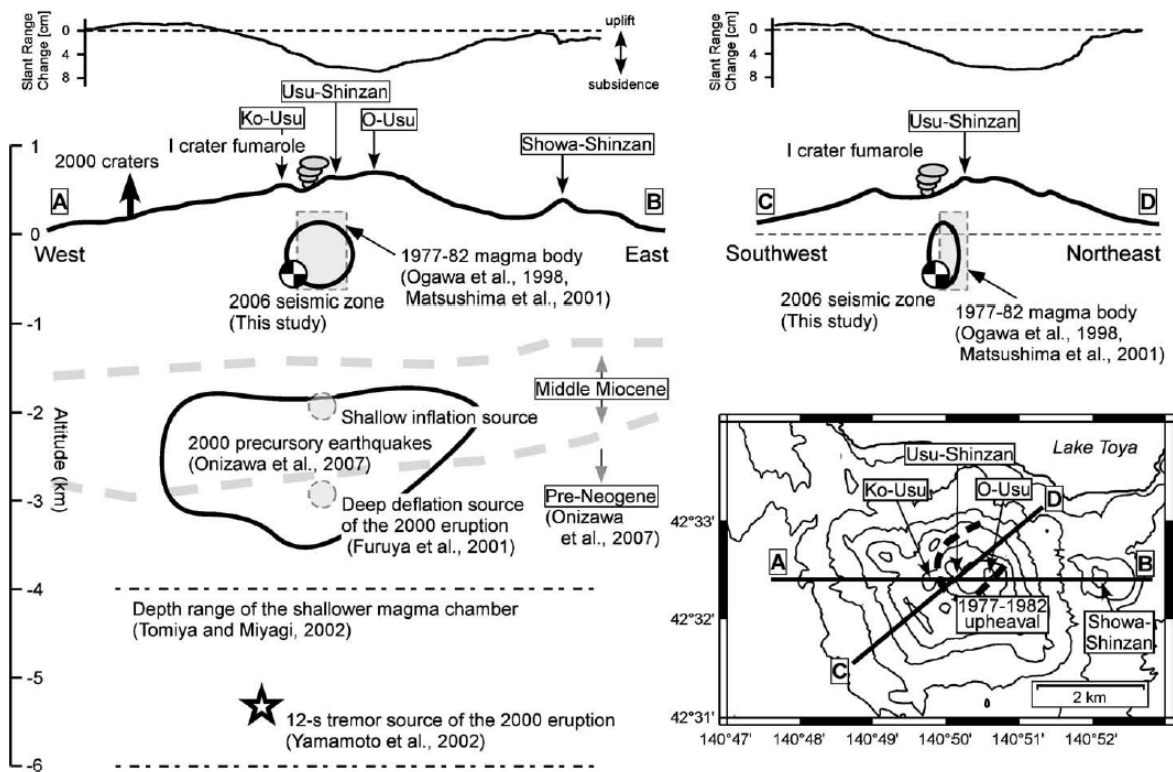 Slant Range
Change [cm]
0
4
8
uplift
subsidence
Usu-Shinzan
Ko-Usu
O-Usu
I crater fumarole
2000 craters
Showa-Shinzan
A
B
West
East
1977-82 magma body
(Ogawa et al., 1998,
Matsushima et al., 2001)
2006 seismic zone
(This study)
1
0
-1
-2
-3
-4
-5
-6
Altitude (km)
Middle Miocene
Shallow inflation source
2000 precursory earthquakes
(Onizawa et al., 2007)
Pre-Neogene
(Onizawa
et al., 2007)
Deep deflation source
of the 2000 eruption
(Furuya et al., 2001)
Depth range of the shallower magma chamber
(Tomiya and Miyagi, 2002)
12-s tremor source of the 2000 eruption
(Yamamoto et al., 2002)
Slant Range
Change [cm]
0
4
8
Usu-Shinzan
I crater fumarole
C
D
Southwest
Northeast
2006 seismic zone
(This study)
1977-82 magma body
(Ogawa et al., 1998,
Matsushima et al., 2001)
Lake Toya
Usu-Shinzan
Ko-Usu
O-Usu
D
42°33'
A
B
1977-1982
upheaval
42°32'
Showa-
Shinzan
C
2 km
42°31'
140°47' 140°48' 140°49' 140°50' 140°51' 140°52'